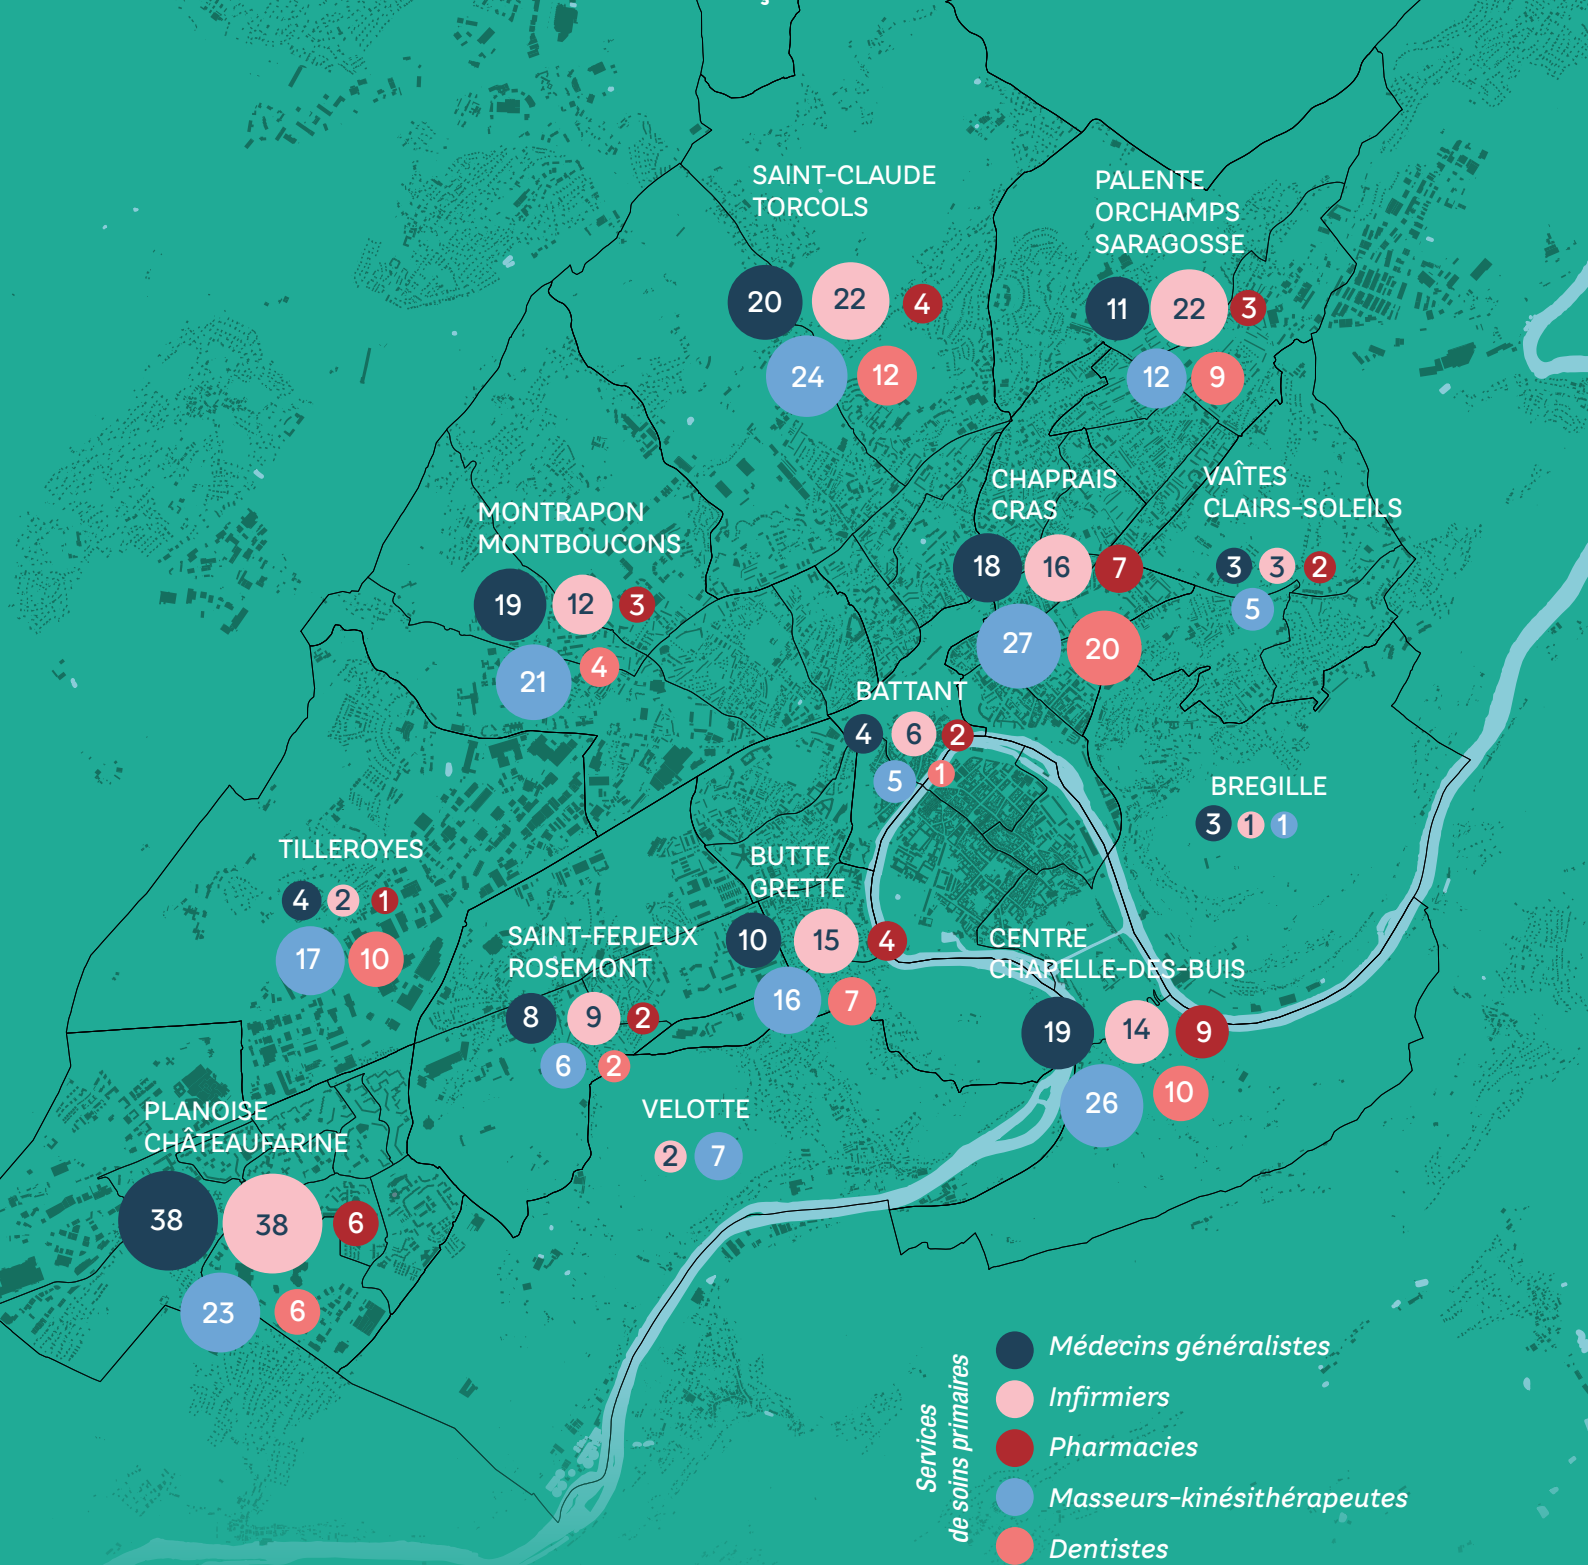 SAINT-CLAUDE
TORCOLS
20 22 4
24 12
PALENTE
ORCHAMPS
SARAGOSSE
11 22 3
12 9
MONTRAPON
MONTBOUCONS
19 12 3
21 4
CHAPRAIS
CRAS
18 16 7
27 20
VAÎTES
CLAIRS-SOLEILS
3 3 2
5
BATTANT
4 6 2
5 1
BREGILLE
3 1 1
TILLEROYES
4 2 1
17 10
BUTTE
GRETTE
10 15 4
16 7
SAINT-FERJEUX
ROSEMONT
8 9 2
6 2
CENTRE
CHAPELLE-DES-BUIS
19 14 9
26 10
VELOTTE
2 7
PLANOISE
CHÂTEAUFARINE
38 38 6
23 6
Services
de soins primaires
Médecins généralistes
Infirmiers
Pharmacies
Masseurs-kinésithérapeutes
Dentistes